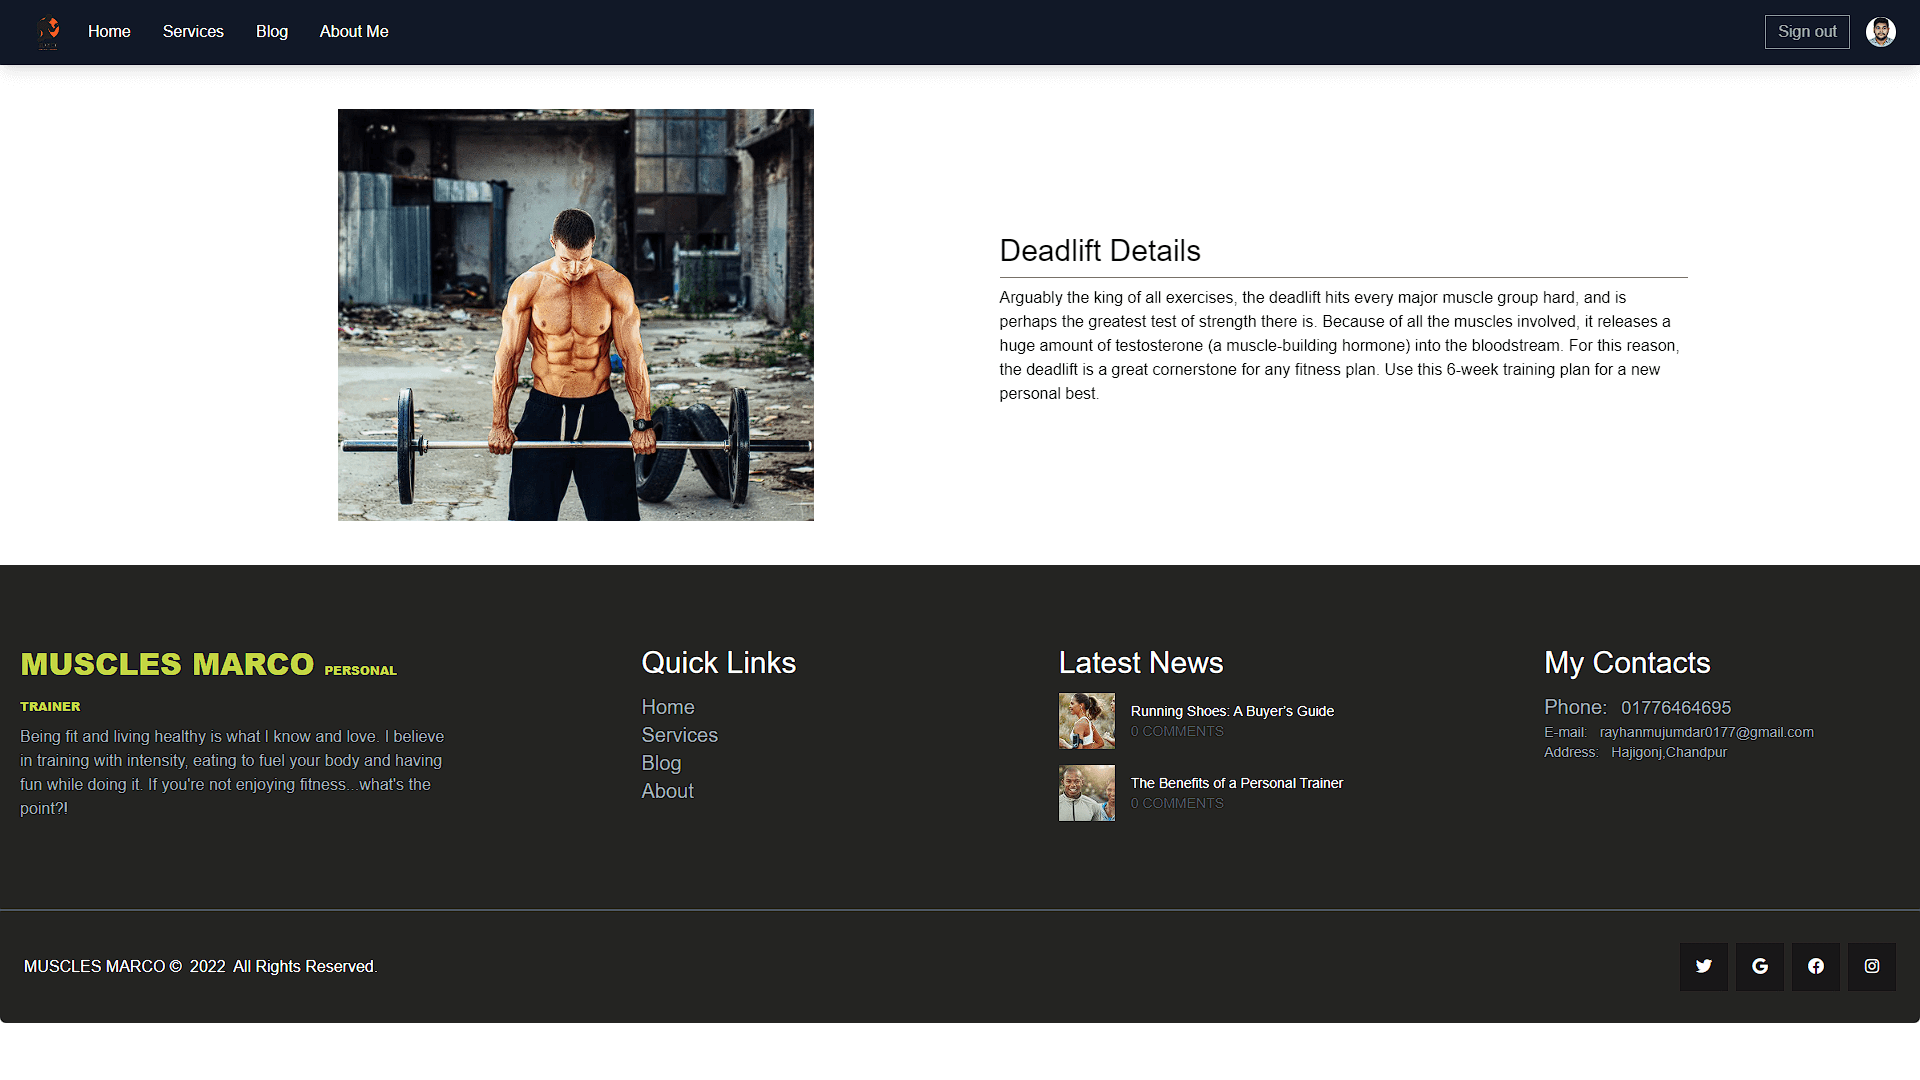 Home Services Blog About Me Sign out
Deadlift Details
Arguably the king of all exercises, the deadlift hits every major muscle group hard, and is
perhaps the greatest test of strength there is. Because of all the muscles involved, it releases a
huge amount of testosterone (a muscle-building hormone) into the bloodstream. For this reason,
the deadlift is a great cornerstone for any fitness plan. Use this 6-week training plan for a new
personal best.
MUSCLES MARCO PERSONAL
TRAINER
Being fit and living healthy is what I know and love. I believe
in training with intensity, eating to fuel your body and having
fun while doing it. If you're not enjoying fitness...what's the
point?!
Quick Links
Home
Services
Blog
About
Latest News
Running Shoes: A Buyer's Guide
0 COMMENTS
The Benefits of a Personal Trainer
0 COMMENTS
My Contacts
Phone: 01776464695
E-mail: rayhanmujumdar0177@gmail.com
Address: Hajigonj,Chandpur
MUSCLES MARCO © 2022 All Rights Reserved.